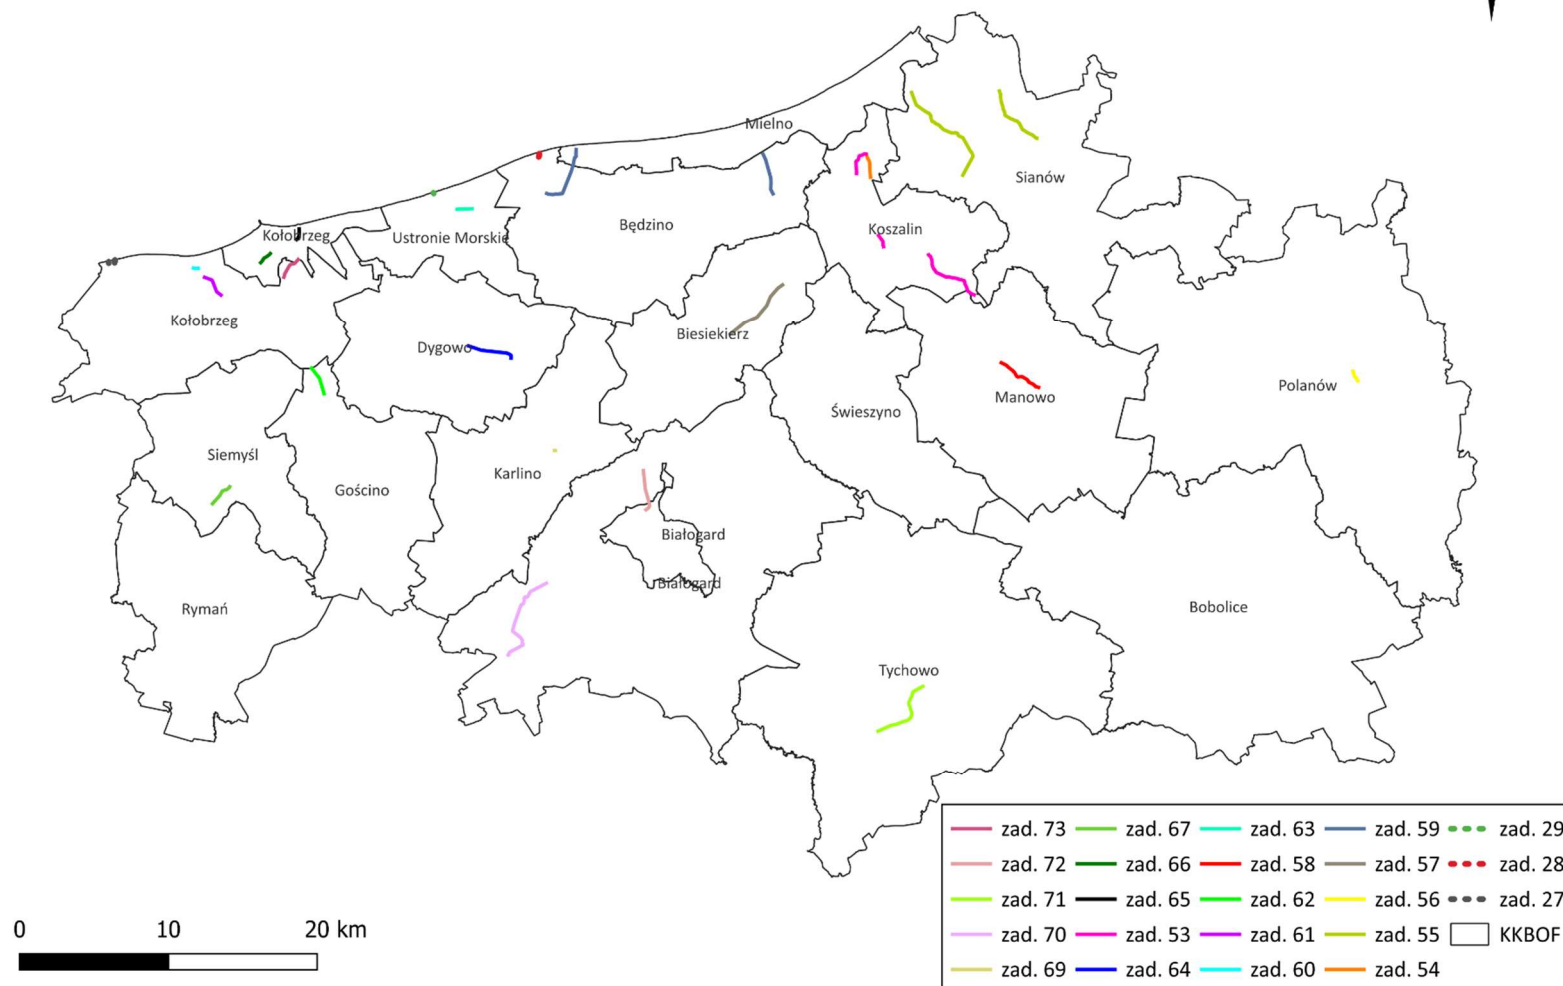 Mielno
Sianów
Kołobrzeg
Ustronie Morskie
Będzino
Koszalin
Kołobrzeg
Dygowo
Biesiekierz
Polanów
Manowo
Świeszyno
Siemyśl
Karlino
Gościno
Białogard
Białogard
Rymań
Bobolice
Tychowo
0 10 20 km
zad. 73 zad. 67 zad. 63 zad. 59 zad. 29
zad. 72 zad. 66 zad. 58 zad. 57 zad. 28
zad. 71 zad. 65 zad. 62 zad. 56 zad. 27
zad. 70 zad. 53 zad. 61 zad. 55 KKBOF
zad. 69 zad. 64 zad. 60 zad. 54